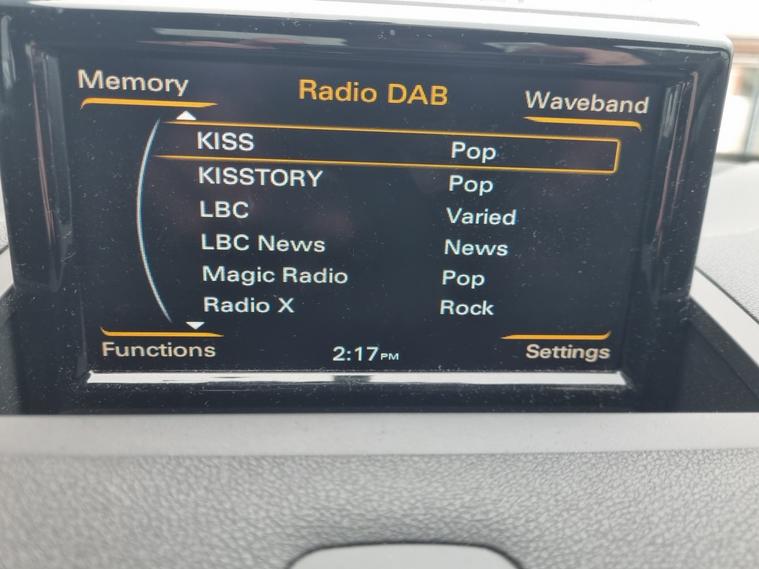 Memory Radio DAB Waveband
KISS Pop
KISSTORY Pop
LBC Varied
LBC News News
Magic Radio Pop
Radio X Rock
Functions 2:17PM Settings